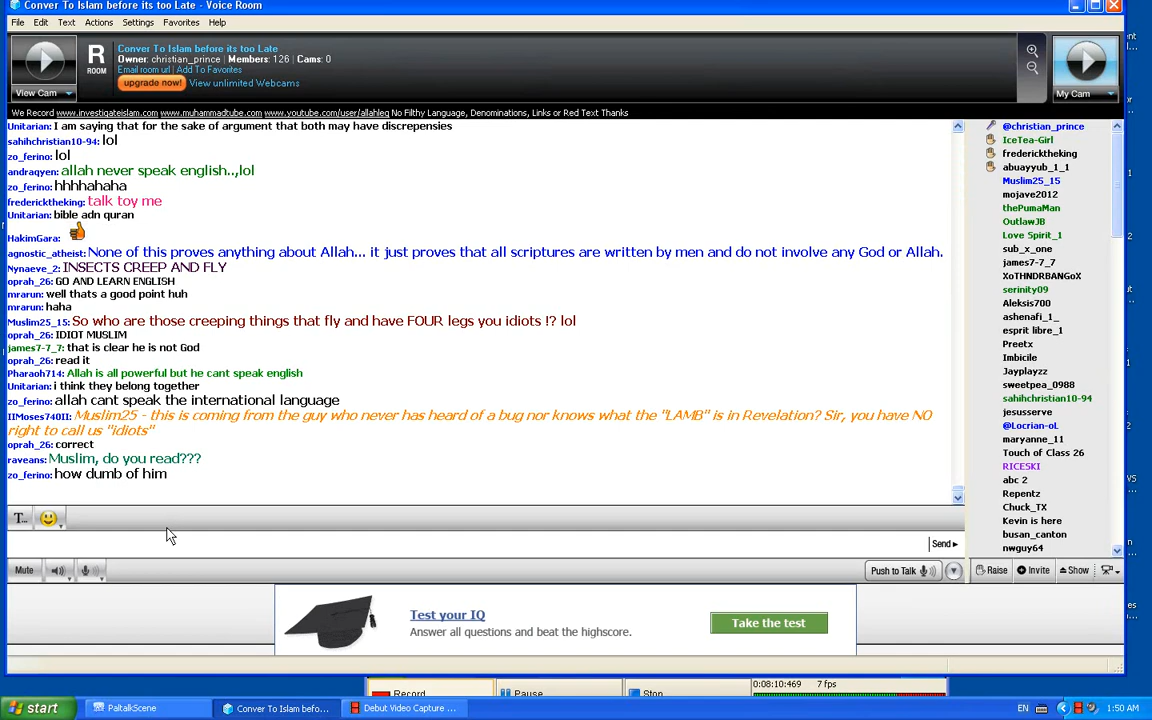 Conver To Islam before its too Late - Voice Room
File Edit Text Actions Settings Favorites Help
View Cam
R
ROOM
Conver To Islam before its too Late
Owner: christian_prince | Members: 126 | Cams: 0
Email room url | Add To Favorites
upgrade now! View unlimited Webcams
My Cam
We Record www.investigateislam.com www.muhammadtube.com www.youtube.com/user/allahleg No Filthy Language, Denominations, Links or Red Text Thanks
Unitarian: I am saying that for the sake of argument that both may have discrepensies
sahihchristian10-94: lol
zo_ferino: lol
andraqyen: allah never speak english..,lol
zo_ferino: hhhhahaha
fredericktheking: talk toy me
Unitarian: bible adn quran
HakimGara:
agnostic_atheist: None of this proves anything about Allah... it just proves that all scriptures are written by men and do not involve any God or Allah.
Nynaeve_2: INSECTS CREEP AND FLY
oprah_26: GO AND LEARN ENGLISH
mrarun: well thats a good point huh
mrarun: haha
Muslim25_15: So who are those creeping things that fly and have FOUR legs you idiots !? lol
oprah_26: IDIOT MUSLIM
james7-7_7: that is clear he is not God
oprah_26: read it
Pharaoh714: Allah is all powerful but he cant speak english
Unitarian: i think they belong together
zo_ferino: allah cant speak the international language
IIMoses740II: Muslim25 - this is coming from the guy who never has heard of a bug nor knows what the "LAMB" is in Revelation? Sir, you have NO
right to call us "idiots"
oprah_26: correct
raveans: Muslim, do you read???
zo_ferino: how dumb of him
@christian_prince
IceTea-Girl
fredericktheking
abuayyub_1_1
Muslim25_15
mojave2012
thePumaMan
OutlawJB
Love Spirit_1
sub_x_one
james7-7_7
XoTHNDRBANGoX
serinity09
Aleksis700
ashenafi_1_
esprit libre_1
Preetx
Imbicile
Jayplayzz
sweetpea_0988
sahihchristian10-94
jesusserve
@Locrian-oL
maryanne_11
Touch of Class 26
RICESKI
abc 2
Repentz
Chuck_TX
Kevin is here
busan_canton
nwguy64
T...
Send
Mute
Push to Talk
Raise Invite Show
Test your IQ
Answer all questions and beat the highscore.
Take the test
Record Pause Stop 0:08:10:469 7 fps
start PaltalkScene Conver To Islam befo... Debut Video Capture ... EN 1:50 AM